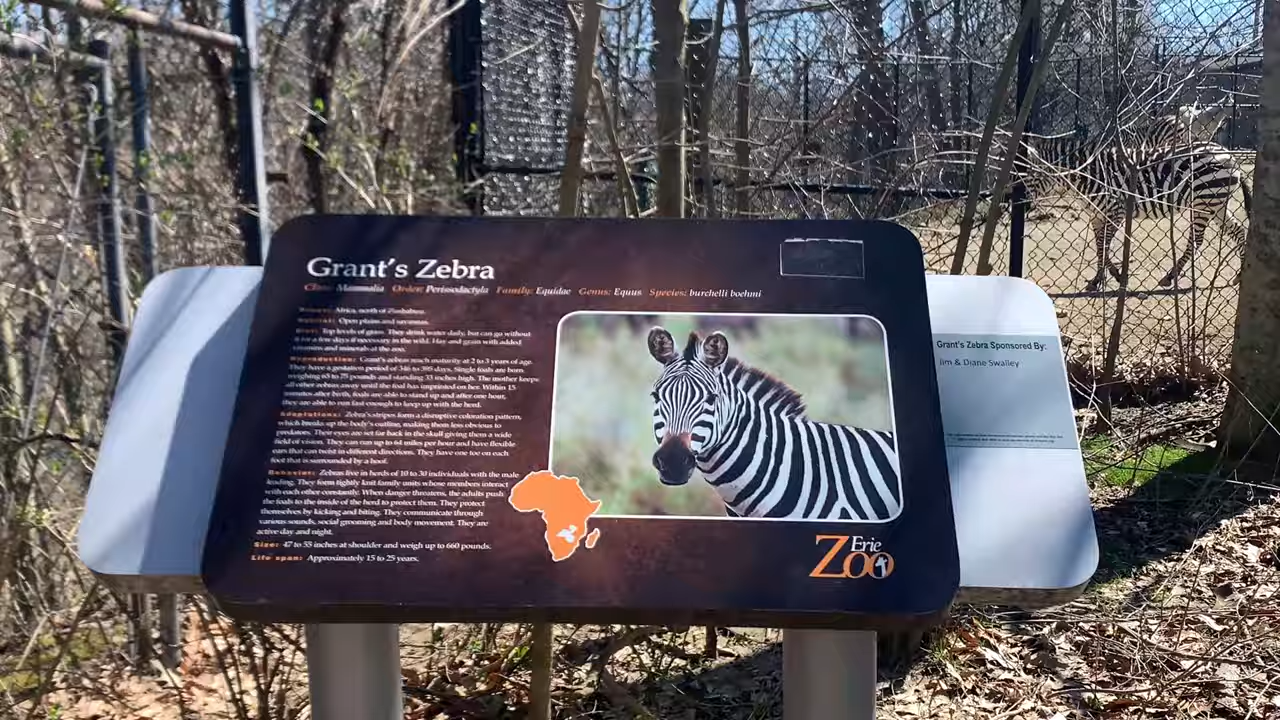 Grant's Zebra
Class: Mammalia Order: Perissodactyla Family: Equidae Genus: Equus Species: burchelli boehmi
Range: Africa, north of Zimbabwe.
Habitat: Open plains and savannas.
Diet: Top levels of grass. They drink water daily, but can go without
it for a few days if necessary in the wild. Hay and grain with added
vitamins and minerals at the zoo.
Reproduction: Grant's zebras reach maturity at 2 to 3 years of age.
They have a gestation period of 346 to 395 days. Single foals are born
weighing 65 to 75 pounds and standing 33 inches high. The mother keeps
all other zebras away until the foal has imprinted on her. Within 15
minutes after birth, foals are able to stand up and after one hour,
they are able to run fast enough to keep up with the herd.
Adaptations: Zebra's stripes form a disruptive coloration pattern,
which breaks up the body's outline, making them less obvious to
predators. Their eyes are set far back in the skull giving them a wide
field of vision. They can run up to 64 miles per hour and have flexible
ears that can twist in different directions. They have one toe on each
foot that is surrounded by a hoof.
Behavior: Zebras live in herds of 10 to 30 individuals with the male
leading. They form tightly knit family units whose members interact
with each other constantly. When danger threatens, the adults push
the foals to the inside of the herd to protect them. They protect
themselves by kicking and biting. They communicate through
various sounds, social grooming and body movement. They are
active day and night.
Size: 47 to 55 inches at shoulder and weigh up to 660 pounds.
Life span: Approximately 15 to 25 years.
Erie
Zoo
Grant's Zebra Sponsored By:
Jim & Diane Swalley